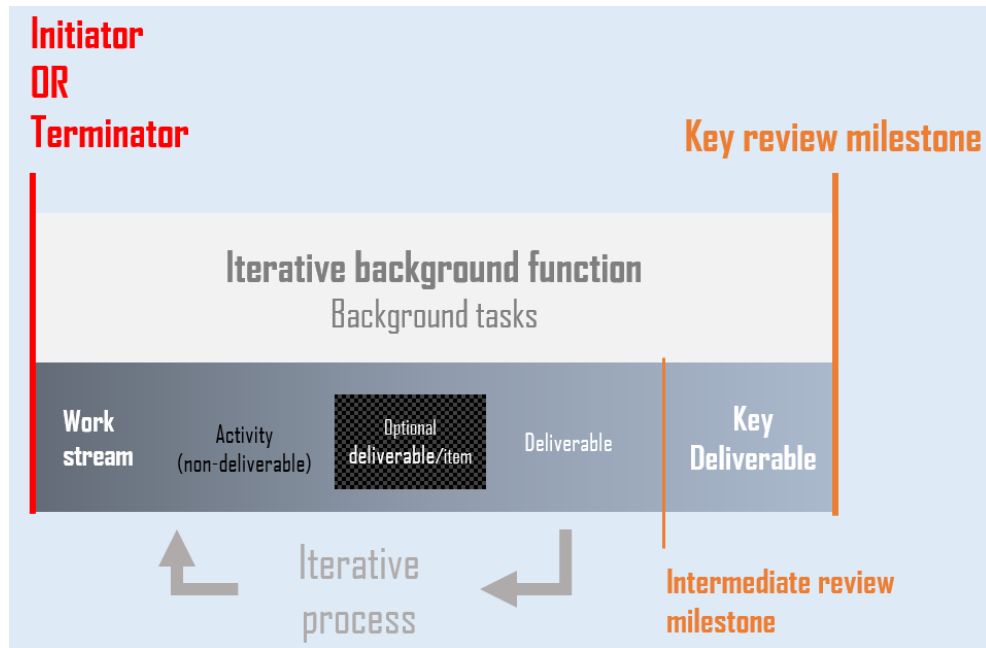 Initiator
OR
Terminator
Key review milestone
Iterative background function
Background tasks
Work
stream
Activity
(non-deliverable)
Optional
deliverable/item
Deliverable
Key
Deliverable
Iterative
process
Intermediate review
milestone